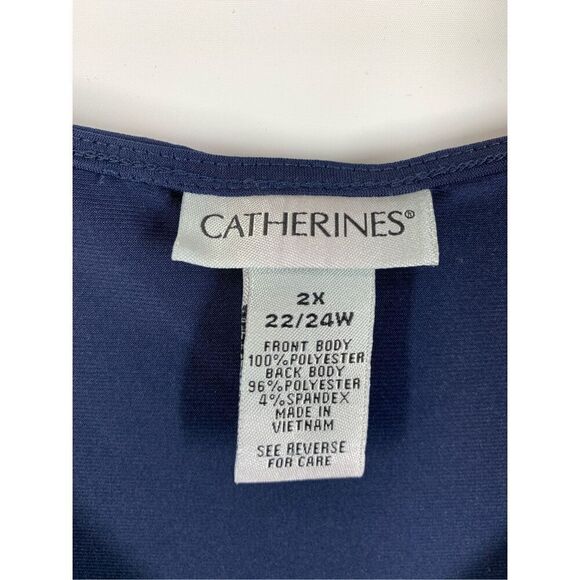 CATHERINES®
2X
22/24W
FRONT BODY
100%POLYESTER
BACK BODY
96%POLYESTER
4%SPANDEX
MADE IN
VIETNAM
SEE REVERSE
FOR CARE